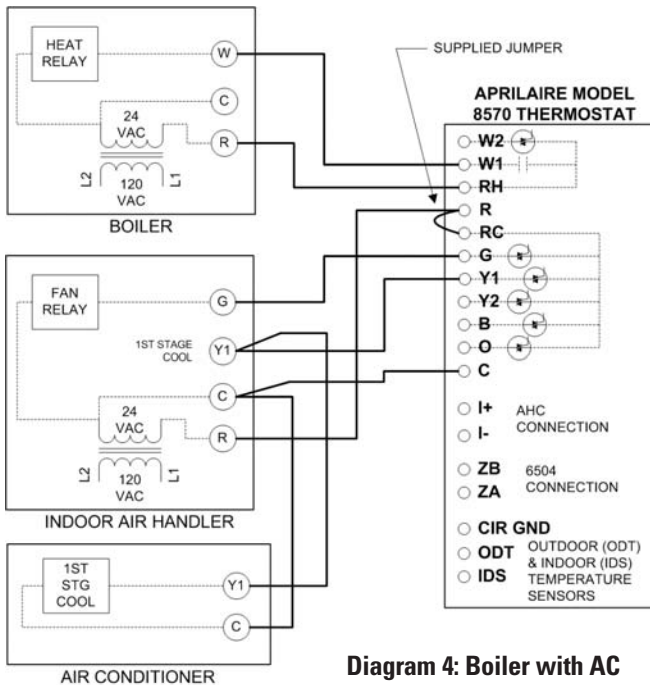 HEAT
RELAY
W
C
24
VAC
R
L2
120
VAC
L1
BOILER
SUPPLIED JUMPER
APRILAIRE MODEL
8570 THERMOSTAT
W2
W1
RH
R
RC
G
Y1
Y2
B
O
C
I+
I-
AHC
CONNECTION
ZB
ZA
6504
CONNECTION
CIR GND
ODT
IDS
OUTDOOR (ODT)
& INDOOR (IDS)
TEMPERATURE
SENSORS
FAN
RELAY
G
1ST STAGE
COOL
Y1
C
24
VAC
R
L2
120
VAC
L1
INDOOR AIR HANDLER
1ST
STG
COOL
Y1
C
AIR CONDITIONER
Diagram 4: Boiler with AC